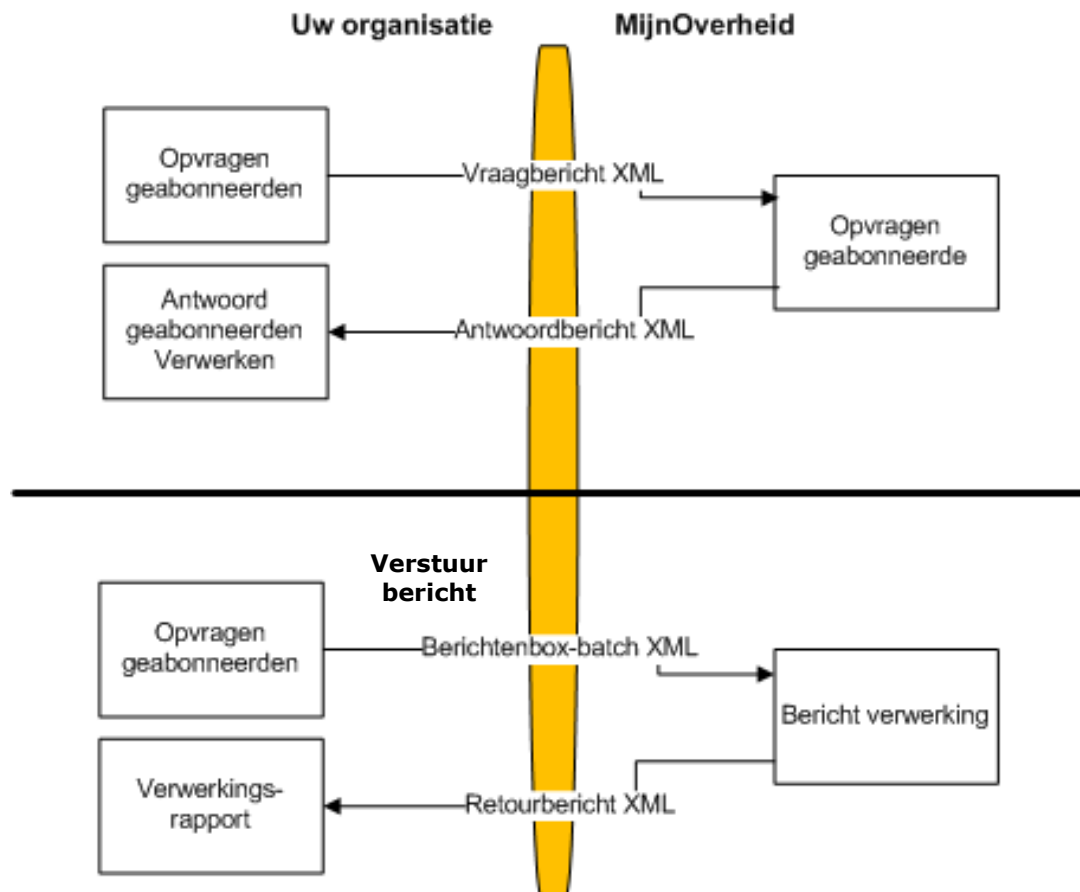 Uw organisatie
MijnOverheid
Opvragen
geabonneerden
Vraagbericht XML
Opvragen
geabonneerde
Antwoord
geabonneerden
Verwerken
Antwoordbericht XML
Verstuur
bericht
Opvragen
geabonneerden
Berichtenbox-batch XML
Bericht verwerking
Verwerkings-
rapport
Retourbericht XML